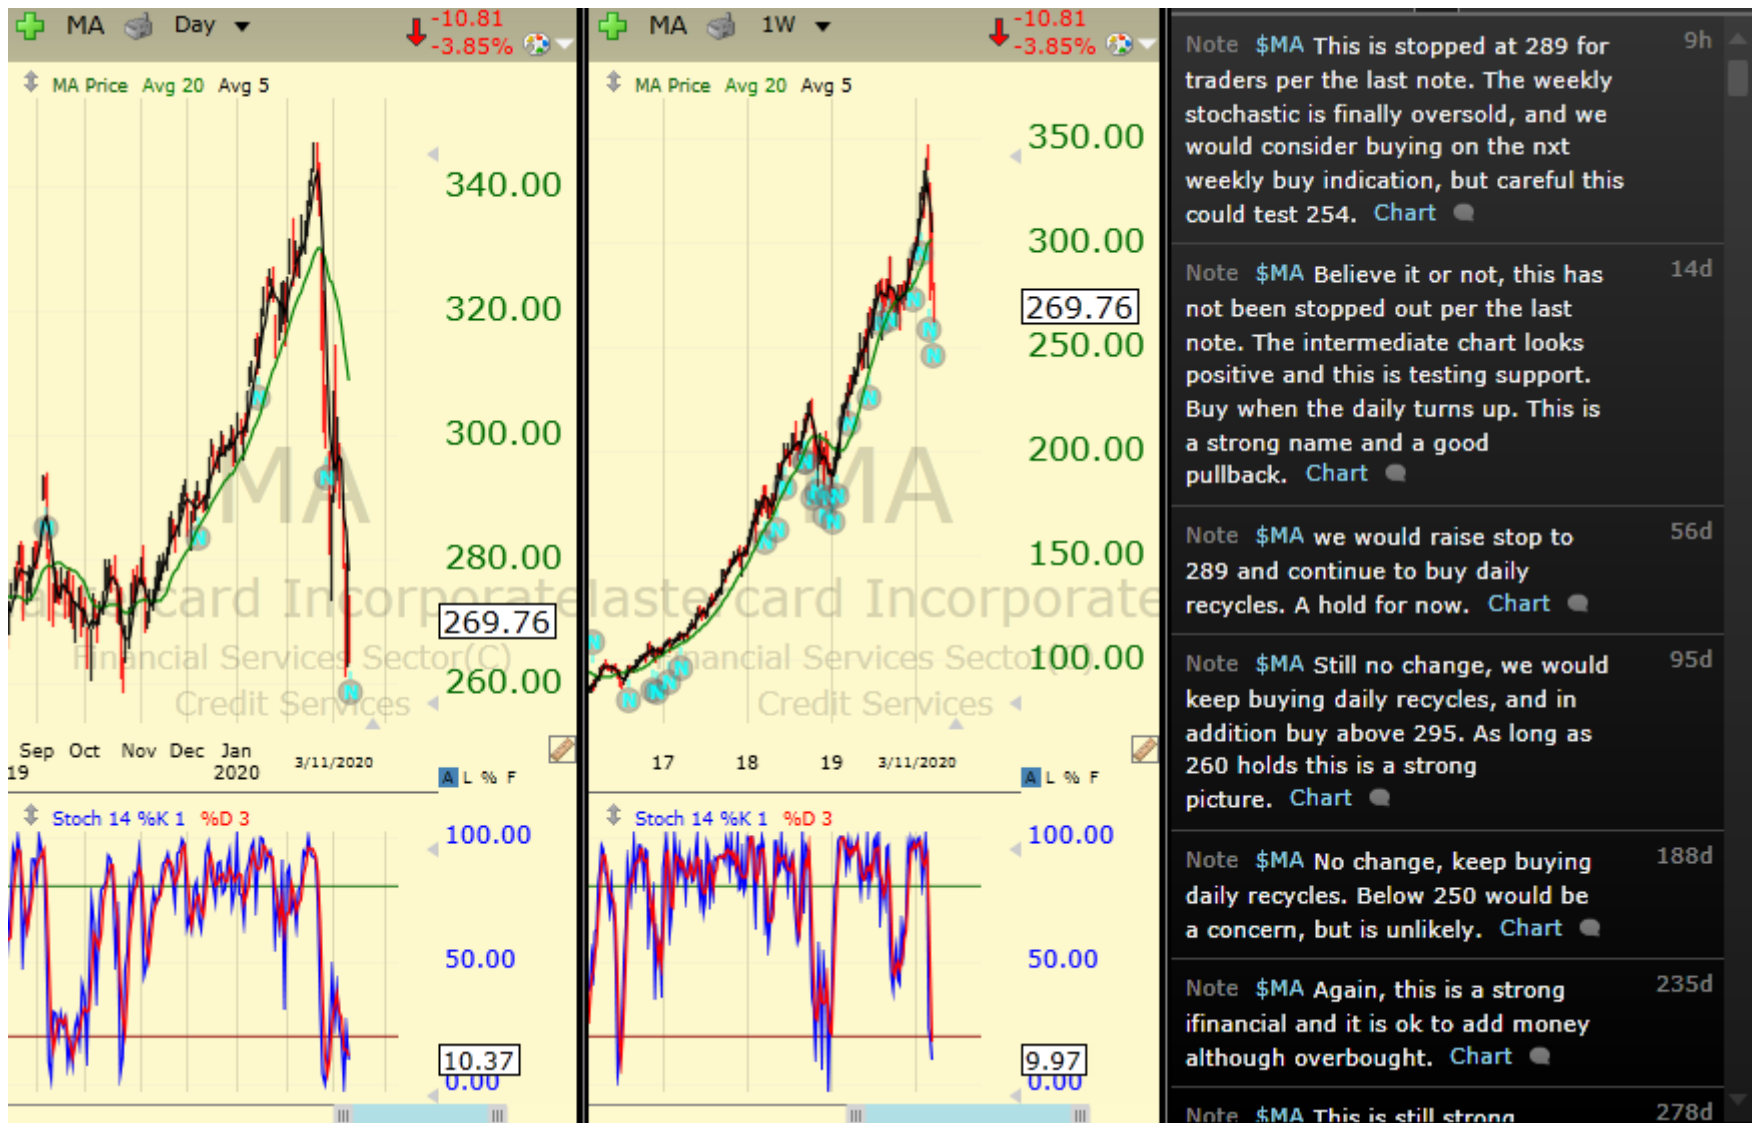 MA Day
-10.81
-3.85%
MA Price Avg 20 Avg 5
340.00
320.00
300.00
280.00
269.76
260.00
MA
Financial Services Sector(C)
Credit Services
Sep Oct Nov Dec Jan
19 2020 3/11/2020
A L % F
Stoch 14 %K 1 %D 3
100.00
50.00
10.37
0.00
MA 1W
-10.81
-3.85%
MA Price Avg 20 Avg 5
350.00
300.00
269.76
250.00
200.00
150.00
100.00
MA
card Incorporate
Credit Services
17 18 19 3/11/2020
A L % F
Stoch 14 %K 1 %D 3
100.00
50.00
9.97
0.00
Note $MA This is stopped at 289 for 9h
traders per the last note. The weekly
stochastic is finally oversold, and we
would consider buying on the nxt
weekly buy indication, but careful this
could test 254. Chart
Note $MA Believe it or not, this has 14d
not been stopped out per the last
note. The intermediate chart looks
positive and this is testing support.
Buy when the daily turns up. This is
a strong name and a good
pullback. Chart
Note $MA we would raise stop to 56d
289 and continue to buy daily
recycles. A hold for now. Chart
Note $MA Still no change, we would 95d
keep buying daily recycles, and in
addition buy above 295. As long as
260 holds this is a strong
picture. Chart
Note $MA No change, keep buying 188d
daily recycles. Below 250 would be
a concern, but is unlikely. Chart
Note $MA Again, this is a strong 235d
ifinancial and it is ok to add money
although overbought. Chart
Note $MA This is still strong 278d